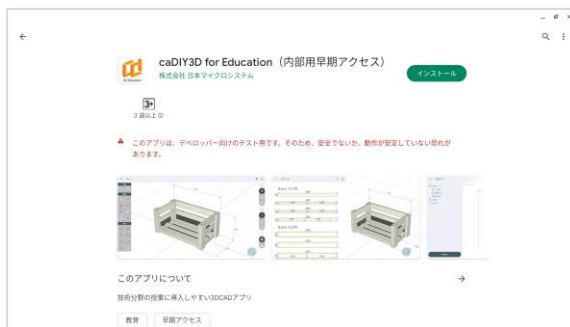 caDIY3D for Education（内部用早期アクセス）
株式会社 日本マイクロシステム
インストール
3+
3 歳以上
このアプリは、デベロッパー向けのテスト用です。そのため、安全でないか、動作が安定していない恐れが
あります。
このアプリについて
技術分野の授業に導入しやすい3DCADアプリ
教育
早期アクセス